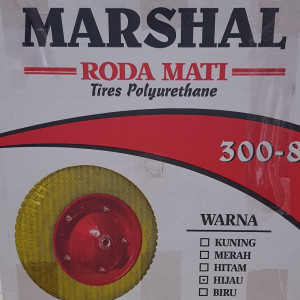 MARSHAL
RODA MATI
Tires Polyurethane
300-8
WARNA
KUNING
MERAH
HITAM
HIJAU
BIRU